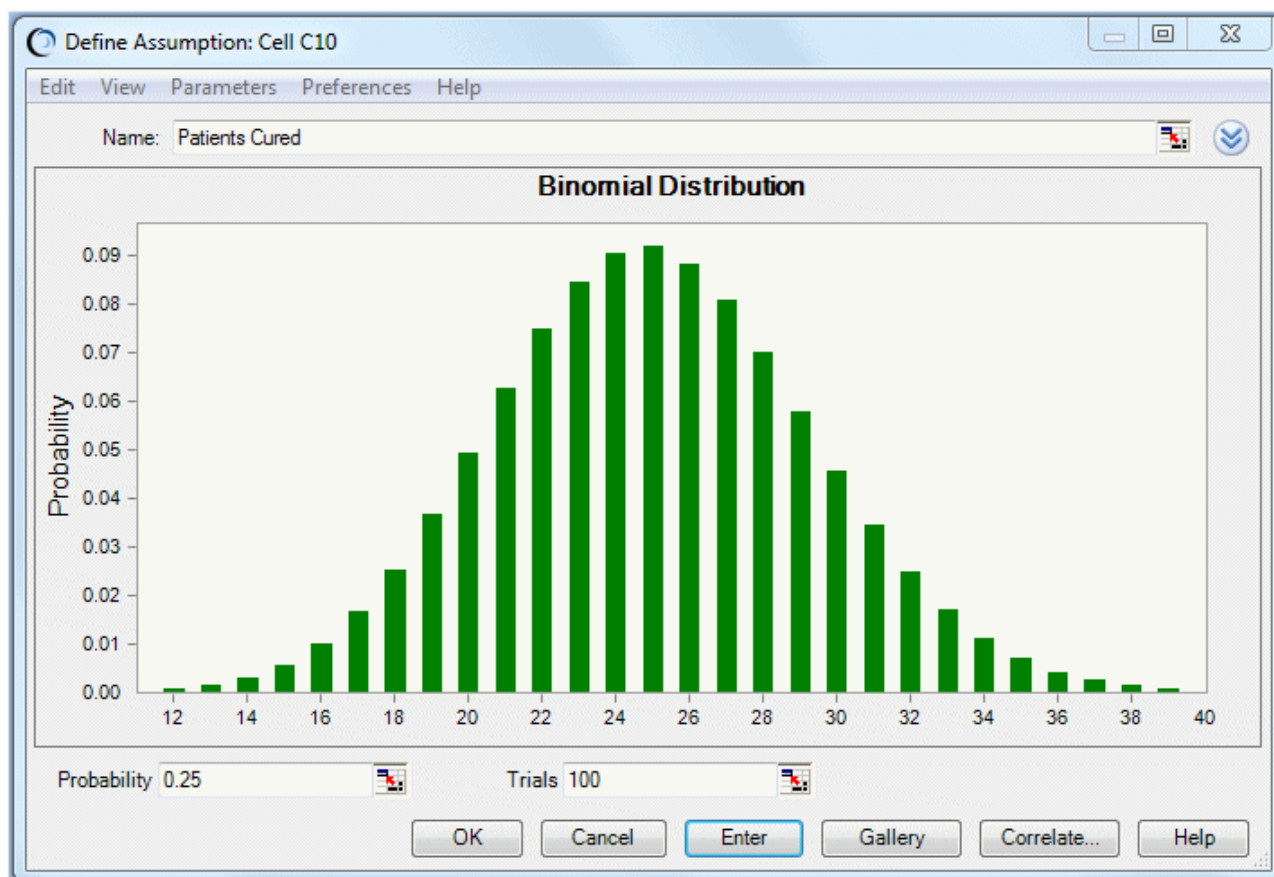 Define Assumption: Cell C10
Edit View Parameters Preferences Help
Name: Patients Cured
Binomial Distribution
Probability
0.09
0.08
0.07
0.06
0.05
0.04
0.03
0.02
0.01
0.00
12 14 16 18 20 22 24 26 28 30 32 34 36 38 40
Probability 0.25 Trials 100
OK Cancel Enter Gallery Correlate... Help